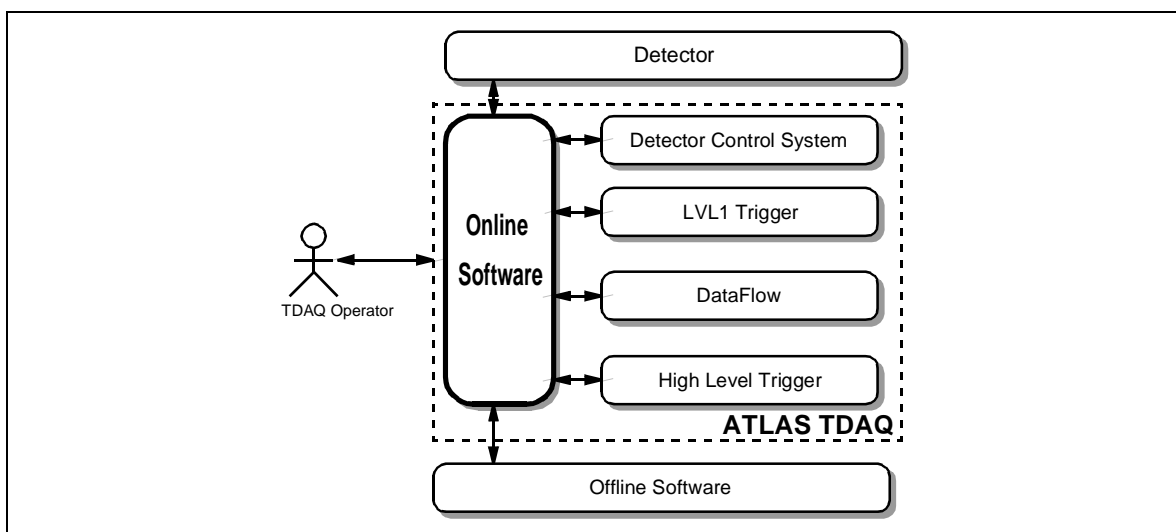 Detector
Detector Control System
LVL1 Trigger
Online
Software
TDAQ Operator
DataFlow
High Level Trigger
ATLAS TDAQ
Offline Software